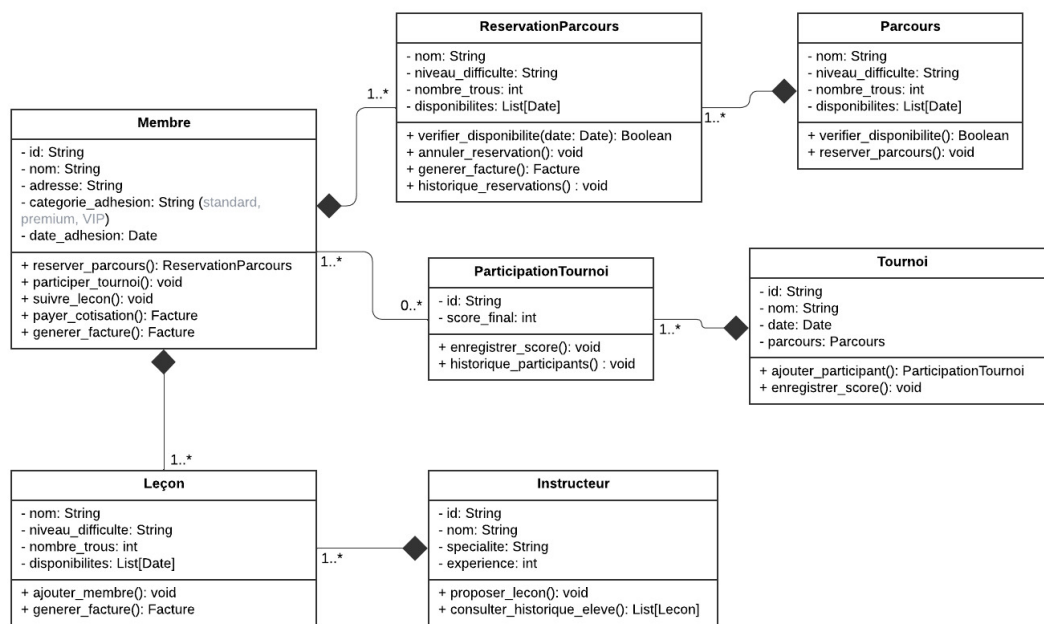 ReservationParcours
- nom: String
- niveau_difficulte: String
- nombre_trous: int
- disponibilites: List[Date]
+ verifier_disponibilite(date: Date): Boolean
+ annuler_reservation(): void
+ generer_facture(): Facture
+ historique_reservations() : void
Parcours
- nom: String
- niveau_difficulte: String
- nombre_trous: int
- disponibilites: List[Date]
+ verifier_disponibilite(): Boolean
+ reserver_parcours(): void
1..*
1..*
Membre
- id: String
- nom: String
- adresse: String
- categorie_adhesion: String (standard,
premium, VIP)
- date_adhesion: Date
+ reserver_parcours(): ReservationParcours
+ participer_tournoi(): void
+ suivre_lecon(): void
+ payer_cotisation(): Facture
+ generer_facture(): Facture
1..*
0..*
ParticipationTournoi
- id: String
- score_final: int
+ enregistrer_score(): void
+ historique_participants() : void
1..*
Tournoi
- id: String
- nom: String
- date: Date
- parcours: Parcours
+ ajouter_participant(): ParticipationTournoi
+ enregistrer_score(): void
1..*
Leçon
- nom: String
- niveau_difficulte: String
- nombre_trous: int
- disponibilites: List[Date]
+ ajouter_membre(): void
+ generer_facture(): Facture
1..*
Instructeur
- id: String
- nom: String
- specialite: String
- experience: int
+ proposer_lecon(): void
+ consulter_historique_eleve(): List[Lecon]